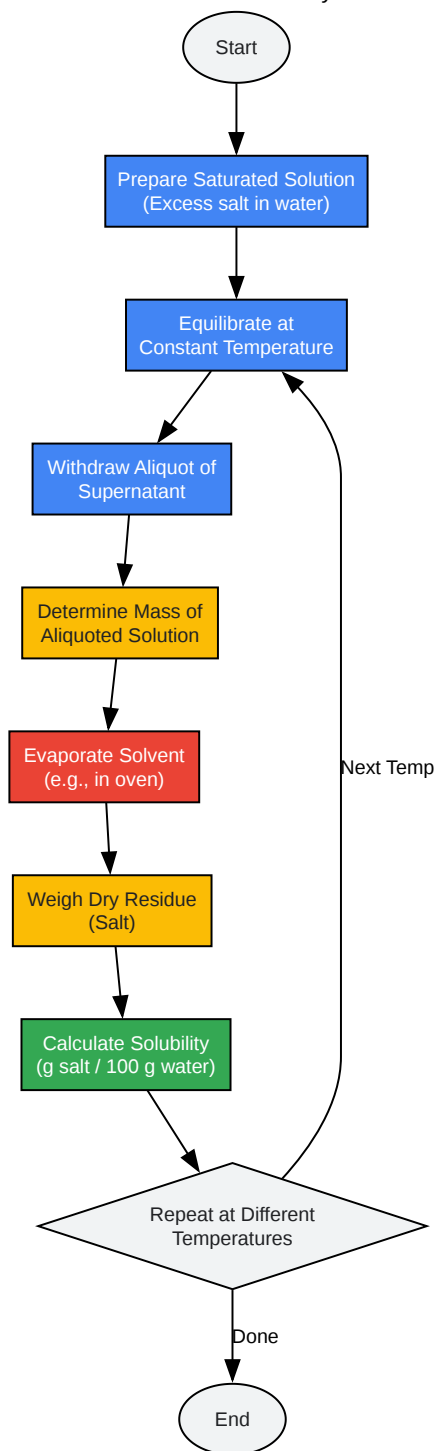 Start
Prepare Saturated Solution
(Excess salt in water)
Equilibrate at
Constant Temperature
Withdraw Aliquot of
Supernatant
Determine Mass of
Aliquoted Solution
Evaporate Solvent
(e.g., in oven)
Next Temp
Weigh Dry Residue
(Salt)
Calculate Solubility
(g salt / 100 g water)
Repeat at Different
Temperatures
Done
End